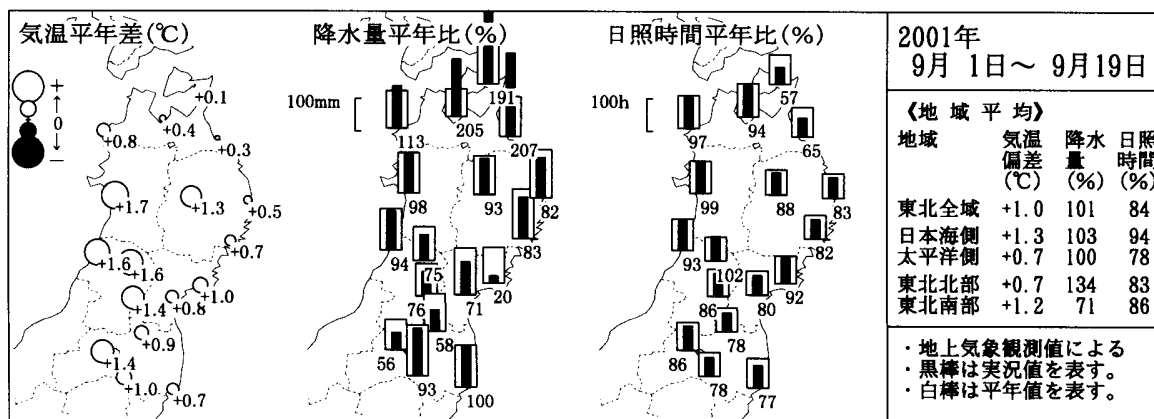 気温平年差(℃)
+
↑
0
↓
−
+0.1
+0.4
+0.8
+0.3
+1.7
+1.3
+0.5
+0.7
+1.6
+1.6
+1.0
+1.4
+0.8
+0.9
+1.4
+1.0
+0.7
降水量平年比(%)
100mm
191
205
113
207
98
93
82
83
94
75
20
76
71
58
56
93
100
日照時間平年比(%)
100h
57
94
97
65
99
88
83
82
93
102
92
86
80
78
86
78
77
2001年
9月 1日～ 9月19日
《地 域 平 均》
地域 気温 降水 日照
偏差 量 時間
(℃) (%) (%)
東北全域 +1.0 101 84
日本海側 +1.3 103 94
太平洋側 +0.7 100 78
東北北部 +0.7 134 83
東北南部 +1.2 71 86
・地上気象観測値による
・黒棒は実況値を表す。
・白棒は平年値を表す。